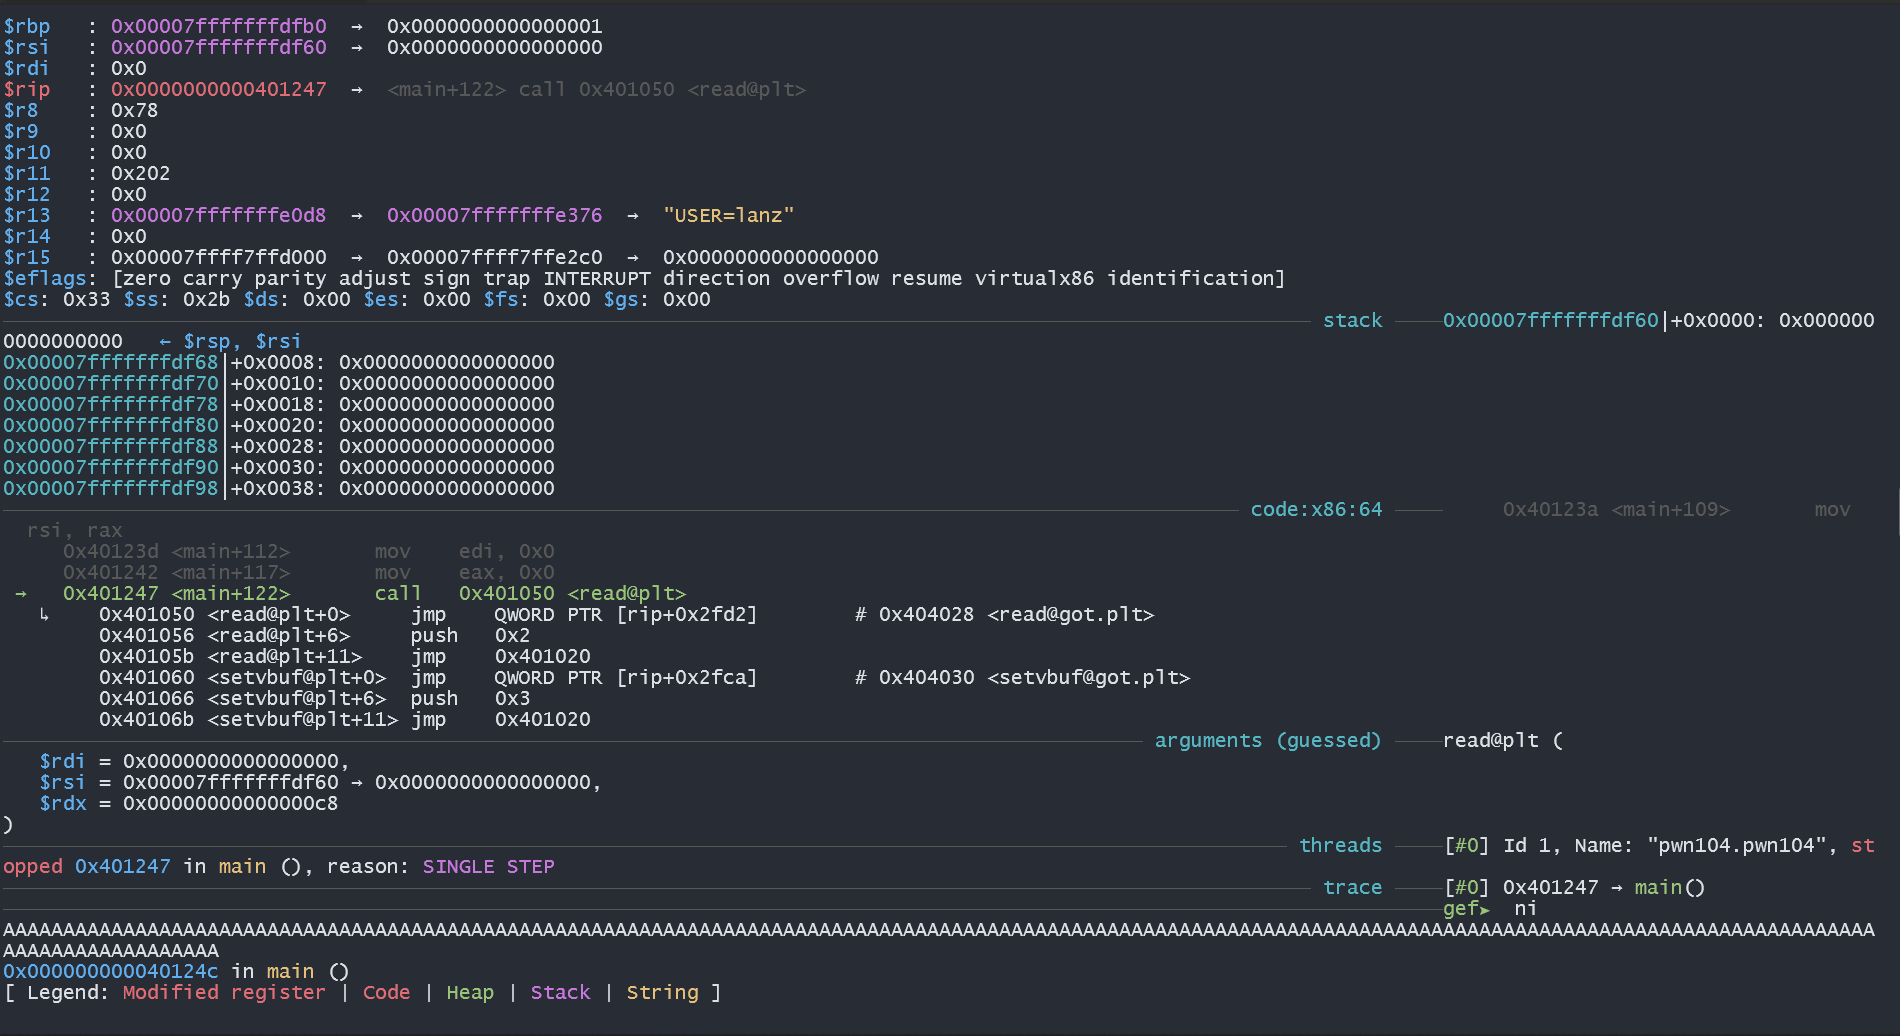 $rbp   : 0x00007fffffffdfb0  →  0x0000000000000001
$rsi   : 0x00007fffffffdf60  →  0x0000000000000000
$rdi   : 0x0
$rip   : 0x0000000000401247  →  <main+122> call 0x401050 <read@plt>
$r8    : 0x78
$r9    : 0x0
$r10   : 0x0
$r11   : 0x202
$r12   : 0x0
$r13   : 0x00007fffffffe0d8  →  0x00007fffffffe376  →  "USER=lanz"
$r14   : 0x0
$r15   : 0x00007ffff7ffd000  →  0x00007ffff7ffe2c0  →  0x0000000000000000
$eflags: [zero carry parity adjust sign trap INTERRUPT direction overflow resume virtualx86 identification]
$cs: 0x33 $ss: 0x2b $ds: 0x00 $es: 0x00 $fs: 0x00 $gs: 0x00
stack ────0x00007fffffffdf60│+0x0000: 0x000000
0000000000   ← $rsp, $rsi
0x00007fffffffdf68│+0x0008: 0x0000000000000000
0x00007fffffffdf70│+0x0010: 0x0000000000000000
0x00007fffffffdf78│+0x0018: 0x0000000000000000
0x00007fffffffdf80│+0x0020: 0x0000000000000000
0x00007fffffffdf88│+0x0028: 0x0000000000000000
0x00007fffffffdf90│+0x0030: 0x0000000000000000
0x00007fffffffdf98│+0x0038: 0x0000000000000000
code:x86:64 ────     0x40123a <main+109>       mov
  rsi, rax
     0x40123d <main+112>       mov    edi, 0x0
     0x401242 <main+117>       mov    eax, 0x0
 →   0x401247 <main+122>       call   0x401050 <read@plt>
   ↳    0x401050 <read@plt+0>     jmp    QWORD PTR [rip+0x2fd2]        # 0x404028 <read@got.plt>
        0x401056 <read@plt+6>     push   0x2
        0x40105b <read@plt+11>    jmp    0x401020
        0x401060 <setvbuf@plt+0>  jmp    QWORD PTR [rip+0x2fca]        # 0x404030 <setvbuf@got.plt>
        0x401066 <setvbuf@plt+6>  push   0x3
        0x40106b <setvbuf@plt+11> jmp    0x401020
arguments (guessed) ────read@plt (
   $rdi = 0x0000000000000000,
   $rsi = 0x00007fffffffdf60 → 0x0000000000000000,
   $rdx = 0x00000000000000c8
)
threads ────[#0] Id 1, Name: "pwn104.pwn104", st
opped 0x401247 in main (), reason: SINGLE STEP
trace ────[#0] 0x401247 → main()
gef➤  ni
AAAAAAAAAAAAAAAAAAAAAAAAAAAAAAAAAAAAAAAAAAAAAAAAAAAAAAAAAAAAAAAAAAAAAAAAAAAAAAAAAAAAAAAAAAAAAAAAAAAAAAAAAAAAAAAAAAAAAAAAAAAAAAAAAAAAAAAAAAAAAAAAAAAAAAAAAAAA
AAAAAAAAAAAAAAAAAA
0x000000000040124c in main ()
[ Legend: Modified register | Code | Heap | Stack | String ]